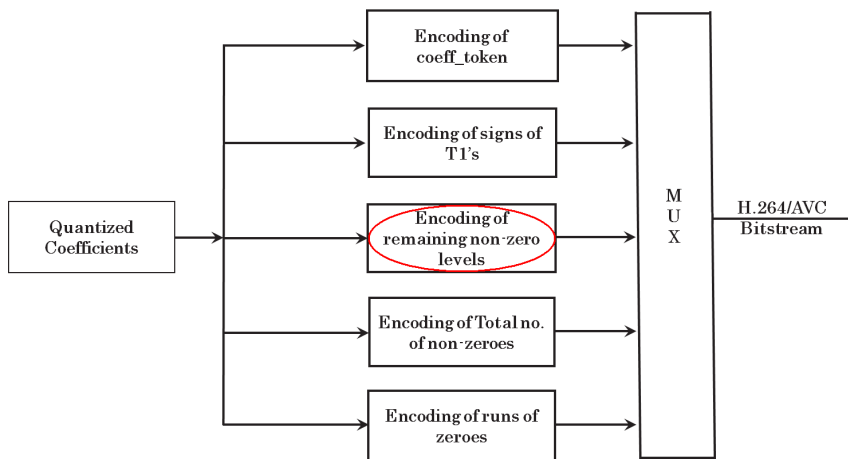 Encoding of
coeff_token
Encoding of signs of
T1's
Quantized
Coefficients
Encoding of
remaining non-zero
levels
Encoding of Total no.
of non-zeroes
Encoding of runs of
zeroes
M
U
X
H.264/AVC
Bitstream